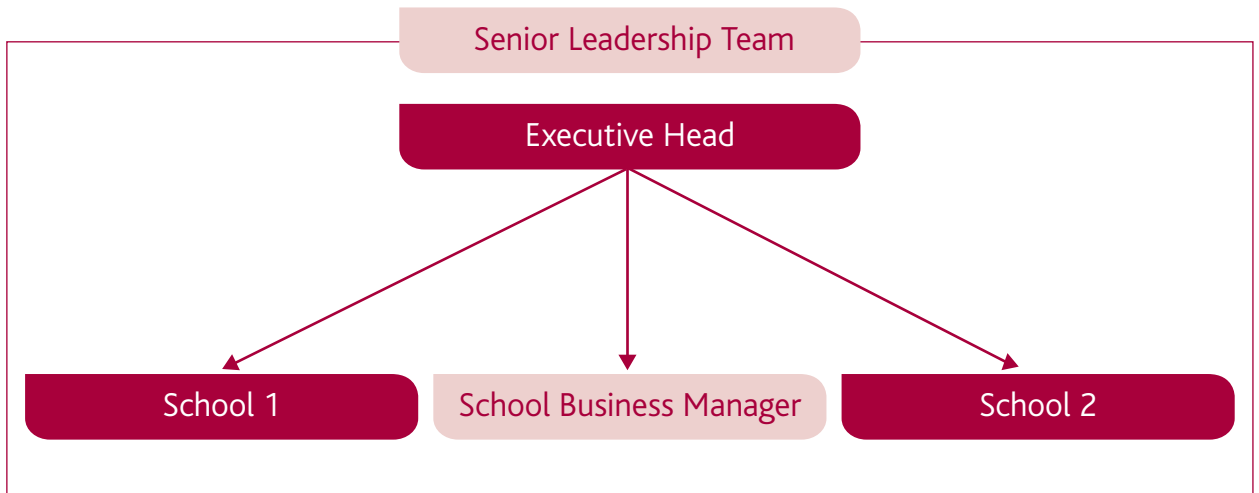 Senior Leadership Team
Executive Head
School 1
School Business Manager
School 2